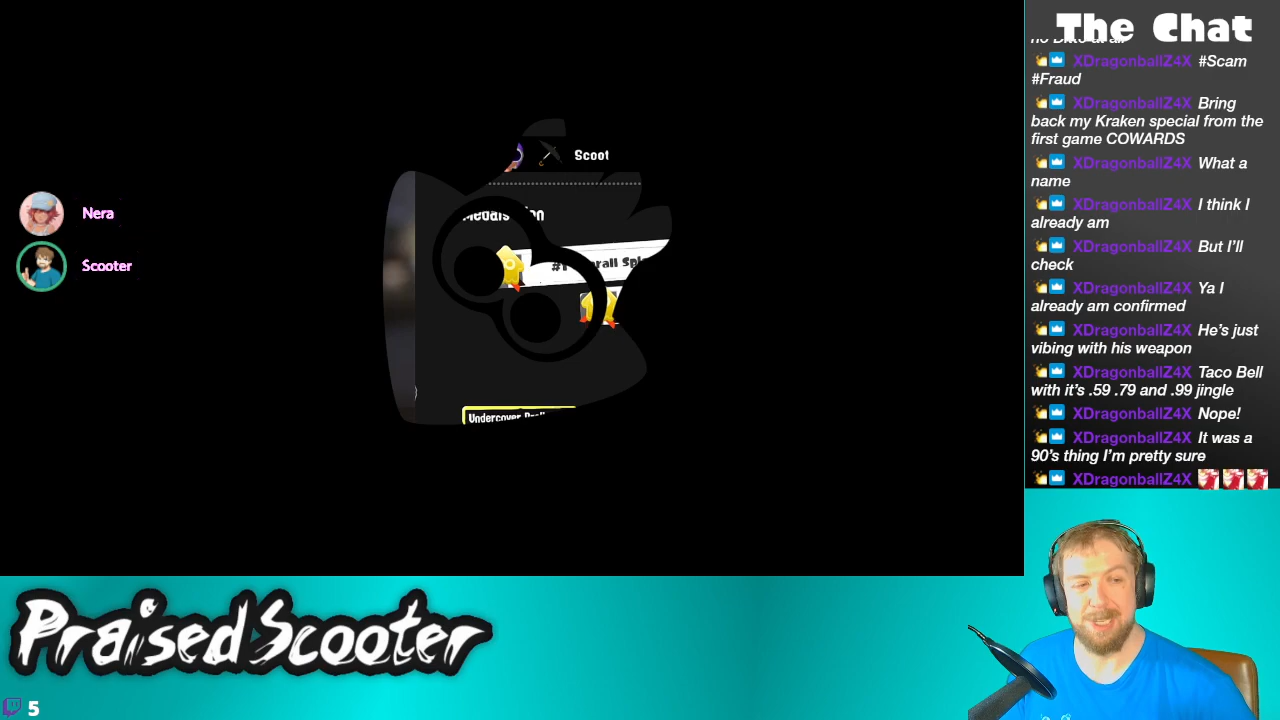 The Chat
XDragonballZ4X #Scam
#Fraud
XDragonballZ4X Bring
back my Kraken special from the
first game COWARDS
XDragonballZ4X What a
name
XDragonballZ4X I think I
already am
XDragonballZ4X But I'll
check
XDragonballZ4X Ya I
already am confirmed
XDragonballZ4X He's just
vibing with his weapon
XDragonballZ4X Taco Bell
with it's .59 .79 and .99 jingle
XDragonballZ4X Nope!
XDragonballZ4X It was a
90's thing I'm pretty sure
XDragonballZ4X
Nera
Scooter
Scoot
Medals
#1
Undercover
PraisedScooter
5